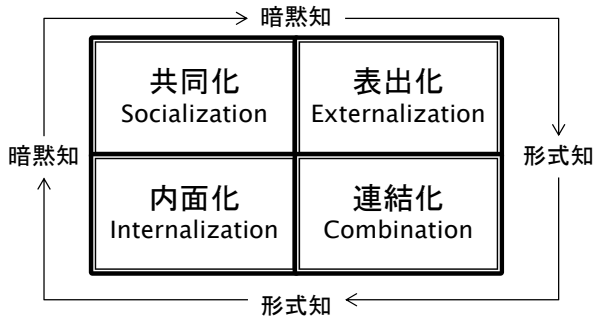 暗黙知
共同化
Socialization
表出化
Externalization
暗黙知
形式知
内面化
Internalization
連結化
Combination
形式知